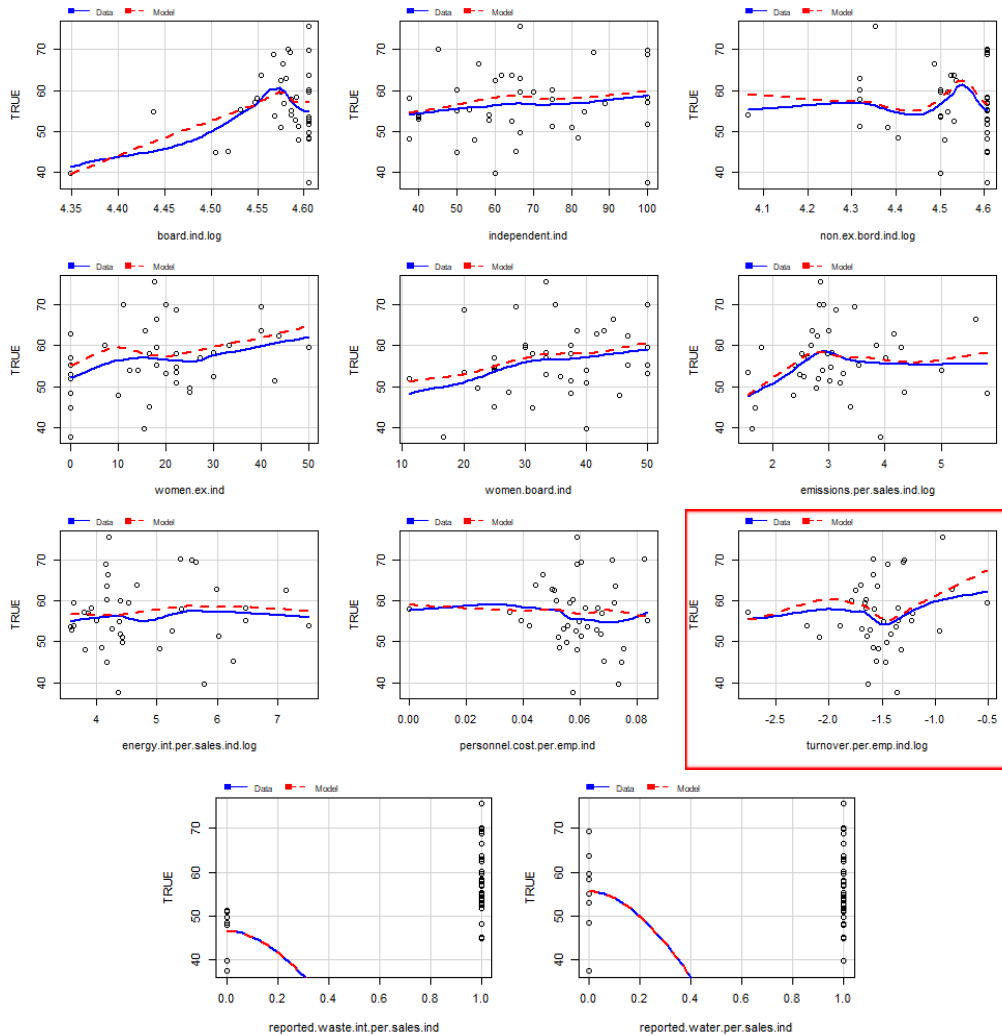 Data Model
TRUE
70
60
50
40
4.35 4.40 4.45 4.50 4.55 4.60
board.ind.log
Data Model
TRUE
70
60
50
40
40 50 60 70 80 90 100
independent.ind
Data Model
TRUE
70
60
50
40
4.1 4.2 4.3 4.4 4.5 4.6
non.ex.bord.ind.log
Data Model
TRUE
70
60
50
40
0 10 20 30 40 50
women.ex.ind
Data Model
TRUE
70
60
50
40
10 20 30 40 50
women.board.ind
Data Model
TRUE
70
60
50
40
2 3 4 5
emissions.per.sales.ind.log
Data Model
TRUE
70
60
50
40
4 5 6 7
energy.int.per.sales.ind.log
Data Model
TRUE
70
60
50
40
0.00 0.02 0.04 0.06 0.08
personnel.cost.per.emp.ind
Data Model
TRUE
70
60
50
40
-2.5 -2.0 -1.5 -1.0 -0.5
turnover.per.emp.ind.log
Data Model
TRUE
70
60
50
40
0.0 0.2 0.4 0.6 0.8 1.0
reported.waste.int.per.sales.ind
Data Model
TRUE
70
60
50
40
0.0 0.2 0.4 0.6 0.8 1.0
reported.water.per.sales.ind